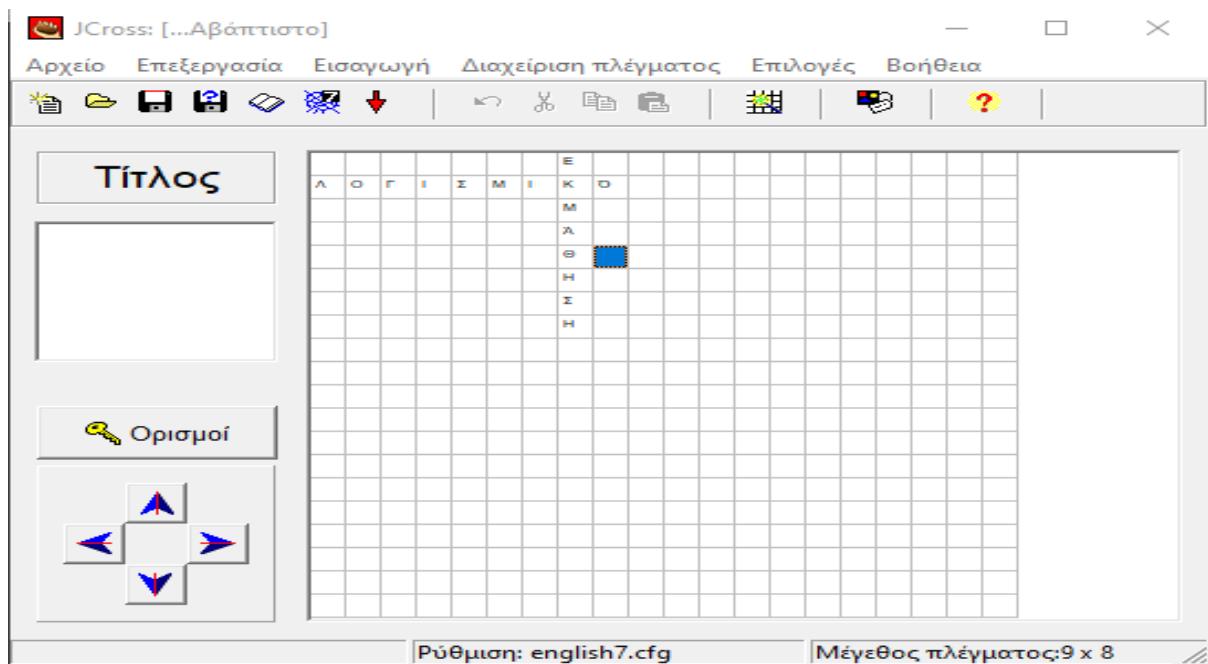 JCross: [...Αβάπτιστο]
Αρχείο Επεξεργασία Εισαγωγή Διαχείριση πλέγματος Επιλογές Βοήθεια
Τίτλος
Ε
Λ Ο Γ Ι Σ Μ Ι Κ Ό
Μ
Ά
Θ
Η
Σ
Η
Ορισμοί
Ρύθμιση: english7.cfg Μέγεθος πλέγματος:9 x 8